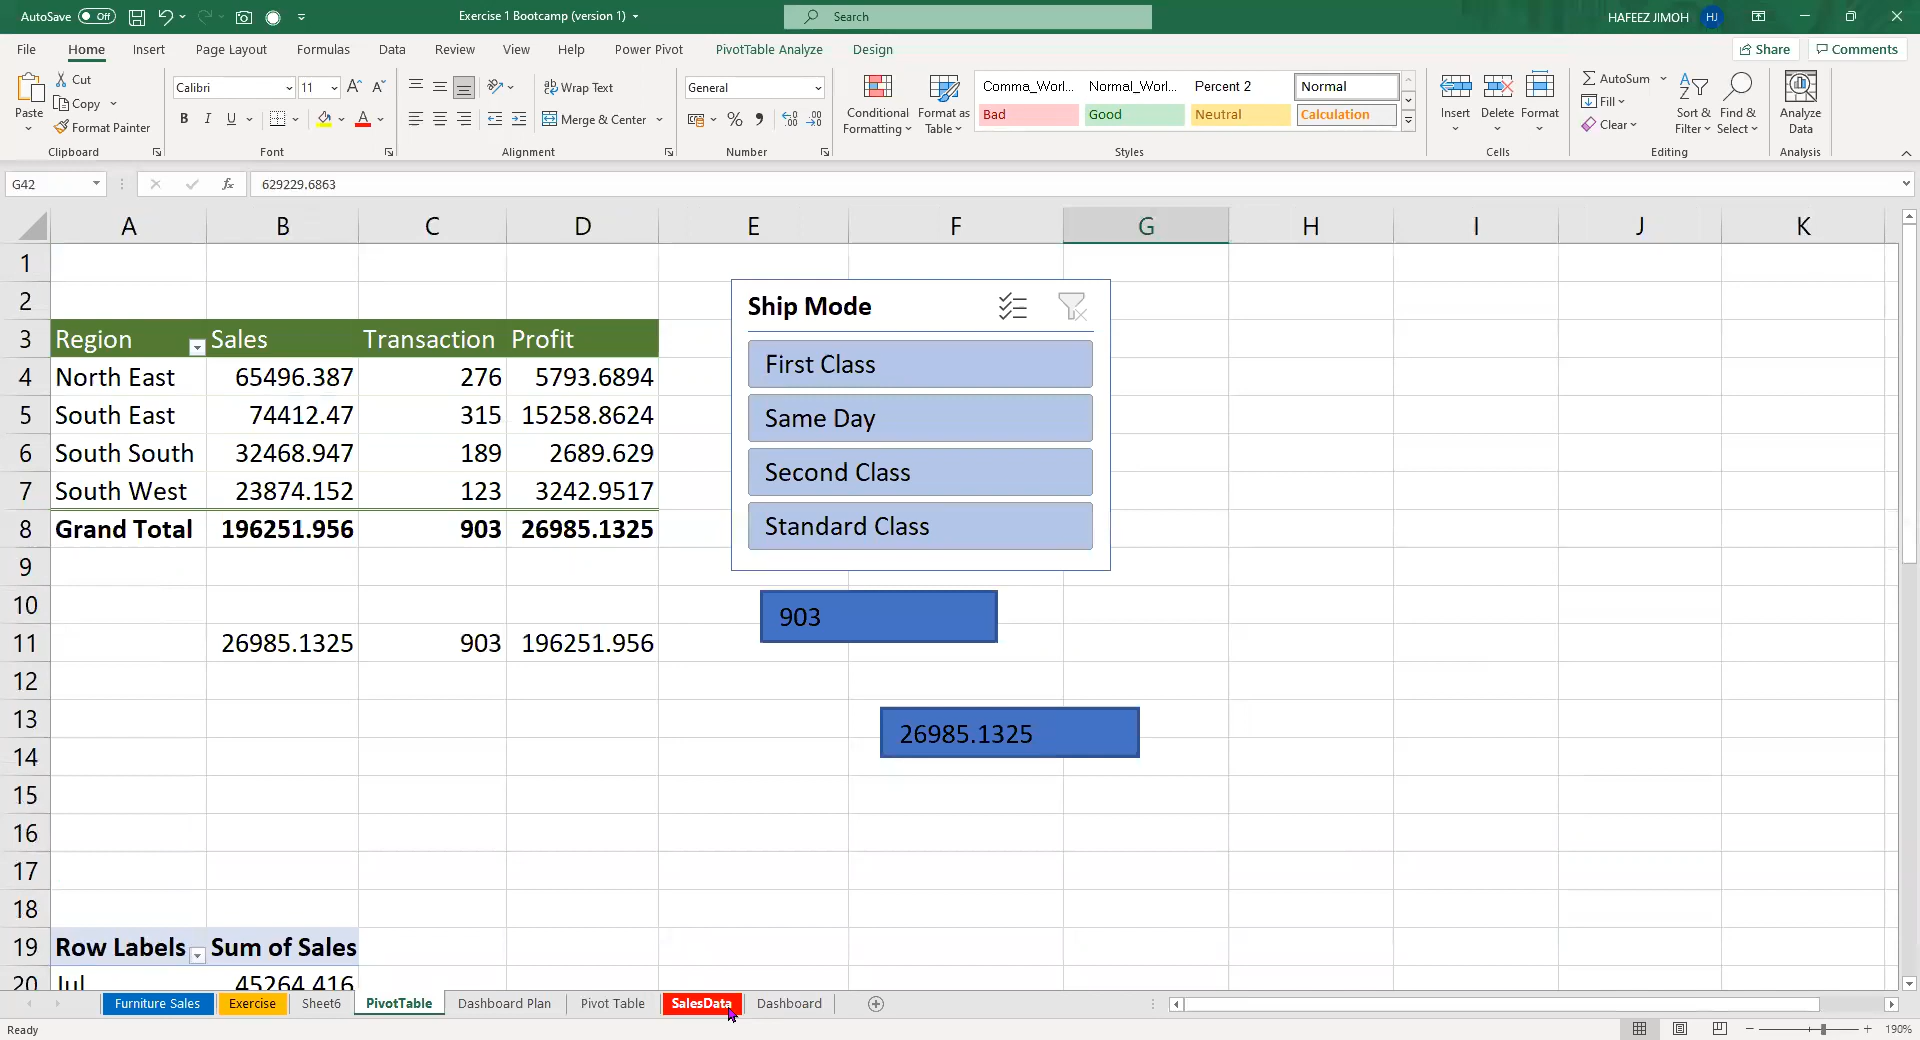 AutoSave Off Exercise 1 Bootcamp (version 1) Search HAFEEZ JIMOH HJ
File Home Insert Page Layout Formulas Data Review View Help Power Pivot PivotTable Analyze Design Share Comments
Paste Cut Copy Format Painter Clipboard
Calibri 11 B I U A Font
Wrap Text Merge & Center Alignment
General % Number
Conditional Formatting Format as Table
Comma_Worl... Normal_Worl... Percent 2 Normal
Bad Good Neutral Calculation
Styles
Insert Delete Format Cells
AutoSum Fill Clear Sort & Filter Find & Select Editing
Analyze Data Analysis
G42 fx 629229.6863
A B C D E F G H I J K
1
2
3 Region Sales Transaction Profit
4 North East 65496.387 276 5793.6894
5 South East 74412.47 315 15258.8624
6 South South 32468.947 189 2689.629
7 South West 23874.152 123 3242.9517
8 Grand Total 196251.956 903 26985.1325
9
10
11 26985.1325 903 196251.956
12
13
14
15
16
17
18
19 Row Labels Sum of Sales
20 Jul 45264.416
Ship Mode
First Class
Same Day
Second Class
Standard Class
903
26985.1325
Furniture Sales Exercise Sheet6 PivotTable Dashboard Plan Pivot Table SalesData Dashboard
Ready 190%